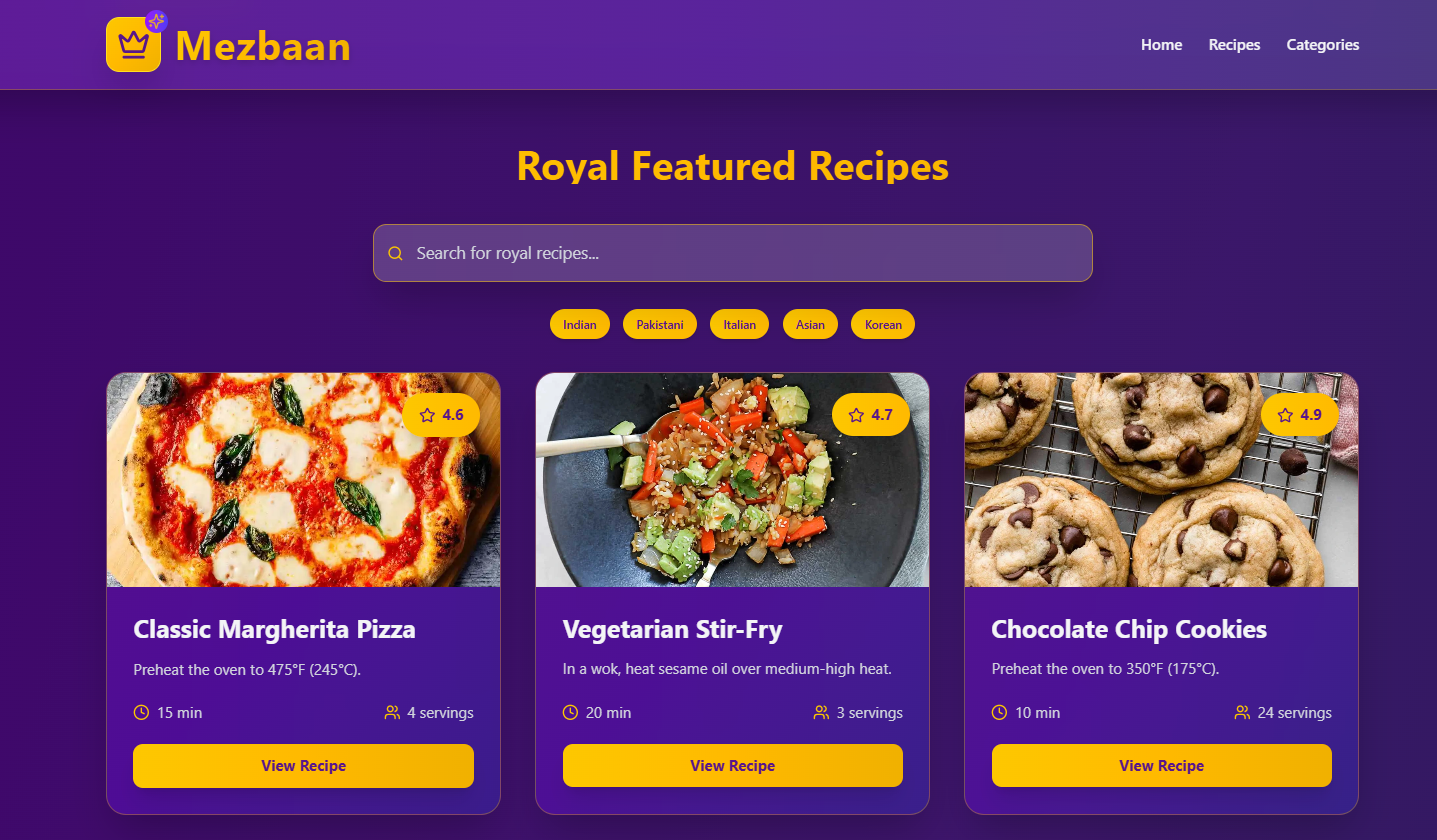 Mezbaan
Home Recipes Categories
Royal Featured Recipes
Search for royal recipes...
Indian Pakistani Italian Asian Korean
4.6
4.7
4.9
Classic Margherita Pizza
Preheat the oven to 475°F (245°C).
15 min 4 servings
View Recipe
Vegetarian Stir-Fry
In a wok, heat sesame oil over medium-high heat.
20 min 3 servings
View Recipe
Chocolate Chip Cookies
Preheat the oven to 350°F (175°C).
10 min 24 servings
View Recipe